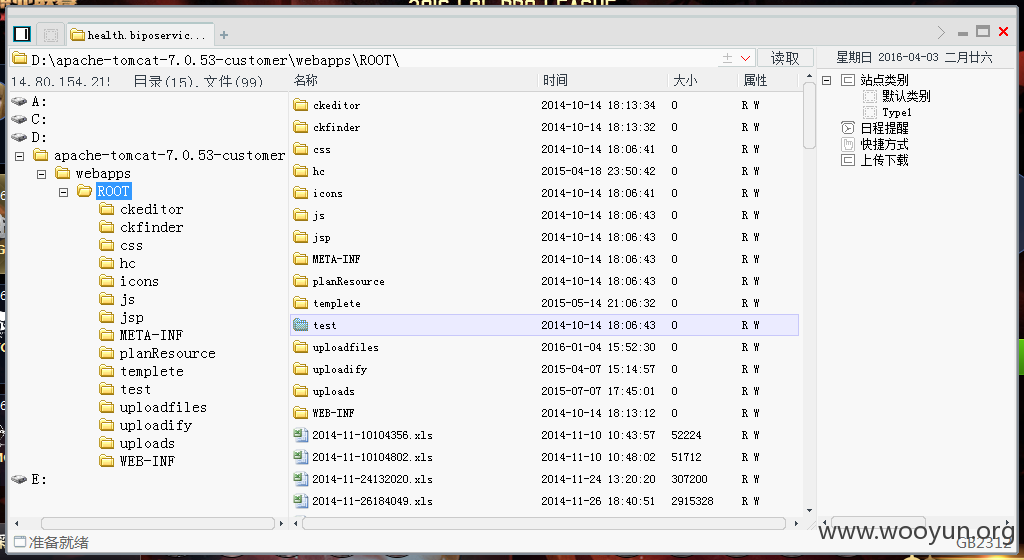 health.biposervic...
D:\apache-tomcat-7.0.53-customer\webapps\ROOT\
读取
星期日 2016-04-03 二月廿六
目录(15), 文件(99)
名称 时间 大小 属性
A:
C:
D:
apache-tomcat-7.0.53-customer
webapps
ROOT
ckeditor
ckfinder
css
hc
icons
js
jsp
META-INF
planResource
templete
test
uploadfiles
uploadify
uploads
WEB-INF
E:
ckeditor 2014-10-14 18:13:34 0 R W
ckfinder 2014-10-14 18:13:32 0 R W
css 2014-10-14 18:06:41 0 R W
hc 2015-04-18 23:50:42 0 R W
icons 2014-10-14 18:06:41 0 R W
js 2014-10-14 18:06:43 0 R W
jsp 2014-10-14 18:06:43 0 R W
META-INF 2014-10-14 18:06:43 0 R W
planResource 2014-10-14 18:06:43 0 R W
templete 2015-05-14 21:06:32 0 R W
test 2014-10-14 18:06:43 0 R W
uploadfiles 2016-01-04 15:52:30 0 R W
uploadify 2015-04-07 15:14:57 0 R W
uploads 2015-07-07 17:45:01 0 R W
WEB-INF 2014-10-14 18:13:12 0 R W
2014-11-10104356.xls 2014-11-10 10:43:57 52224 R W
2014-11-10104802.xls 2014-11-10 10:48:02 51712 R W
2014-11-24132020.xls 2014-11-24 13:20:20 307200 R W
2014-11-26184049.xls 2014-11-26 18:40:51 2915328 R W
站点类别
默认类别
Type1
日程提醒
快捷方式
上传下载
准备就绪
GB2312
www.wooyun.org